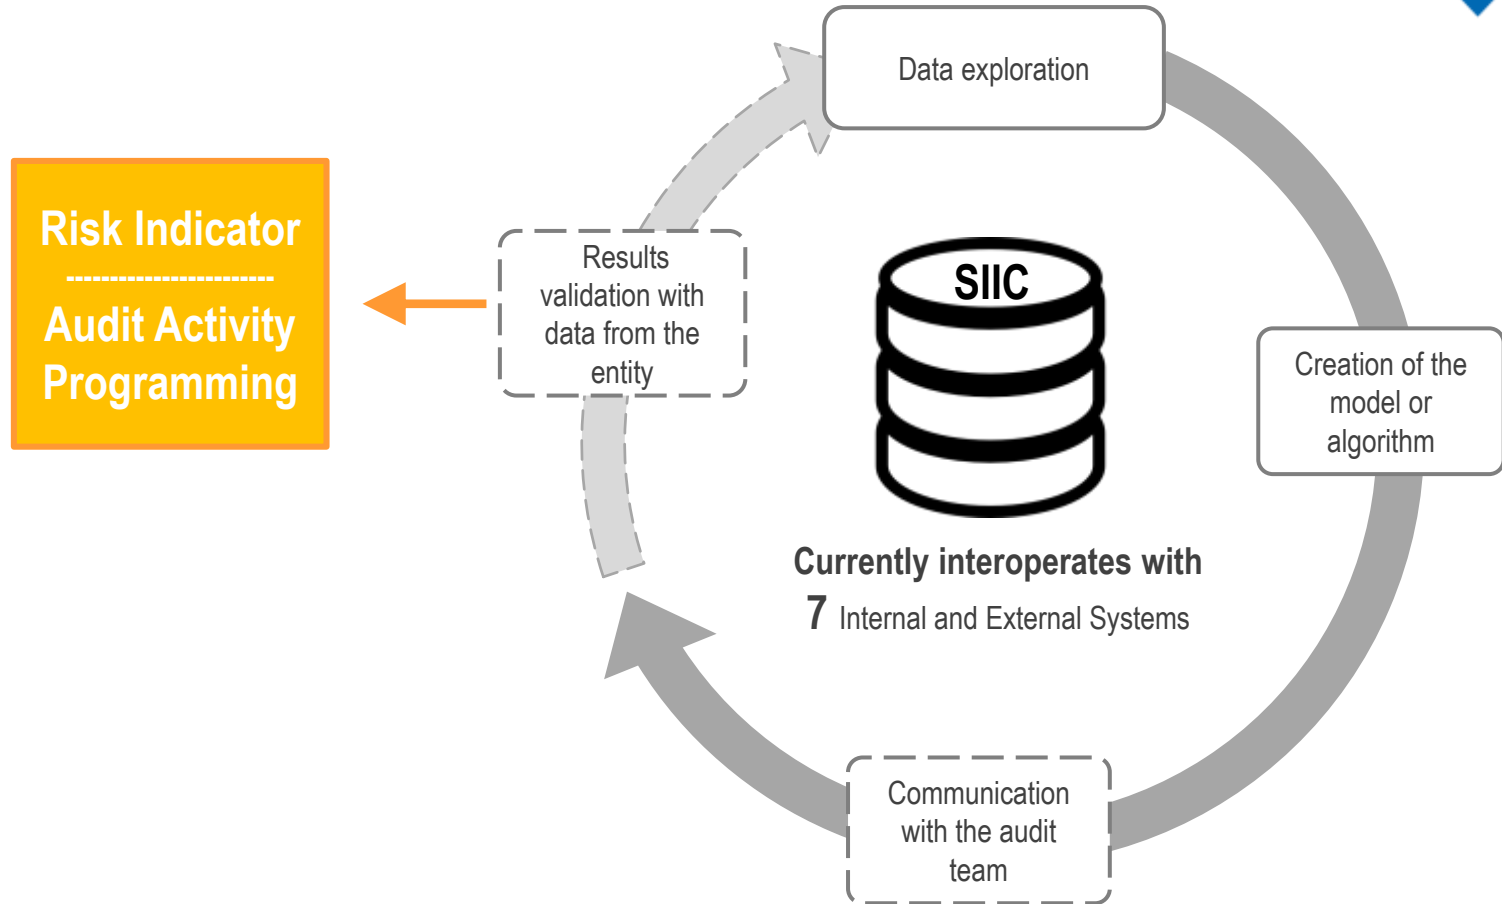 Data exploration
Risk Indicator
------------------------
Audit Activity
Programming
Results
validation with
data from the
entity
SIIC
Creation of the
model or
algorithm
Currently interoperates with
7 Internal and External Systems
Communication
with the audit
team